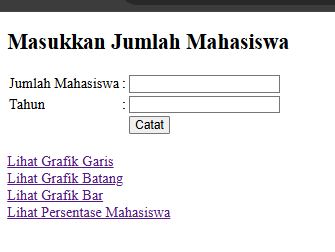 Masukkan Jumlah Mahasiswa
Jumlah Mahasiswa :
Tahun :
Catat
Lihat Grafik Garis
Lihat Grafik Batang
Lihat Grafik Bar
Lihat Persentase Mahasiswa